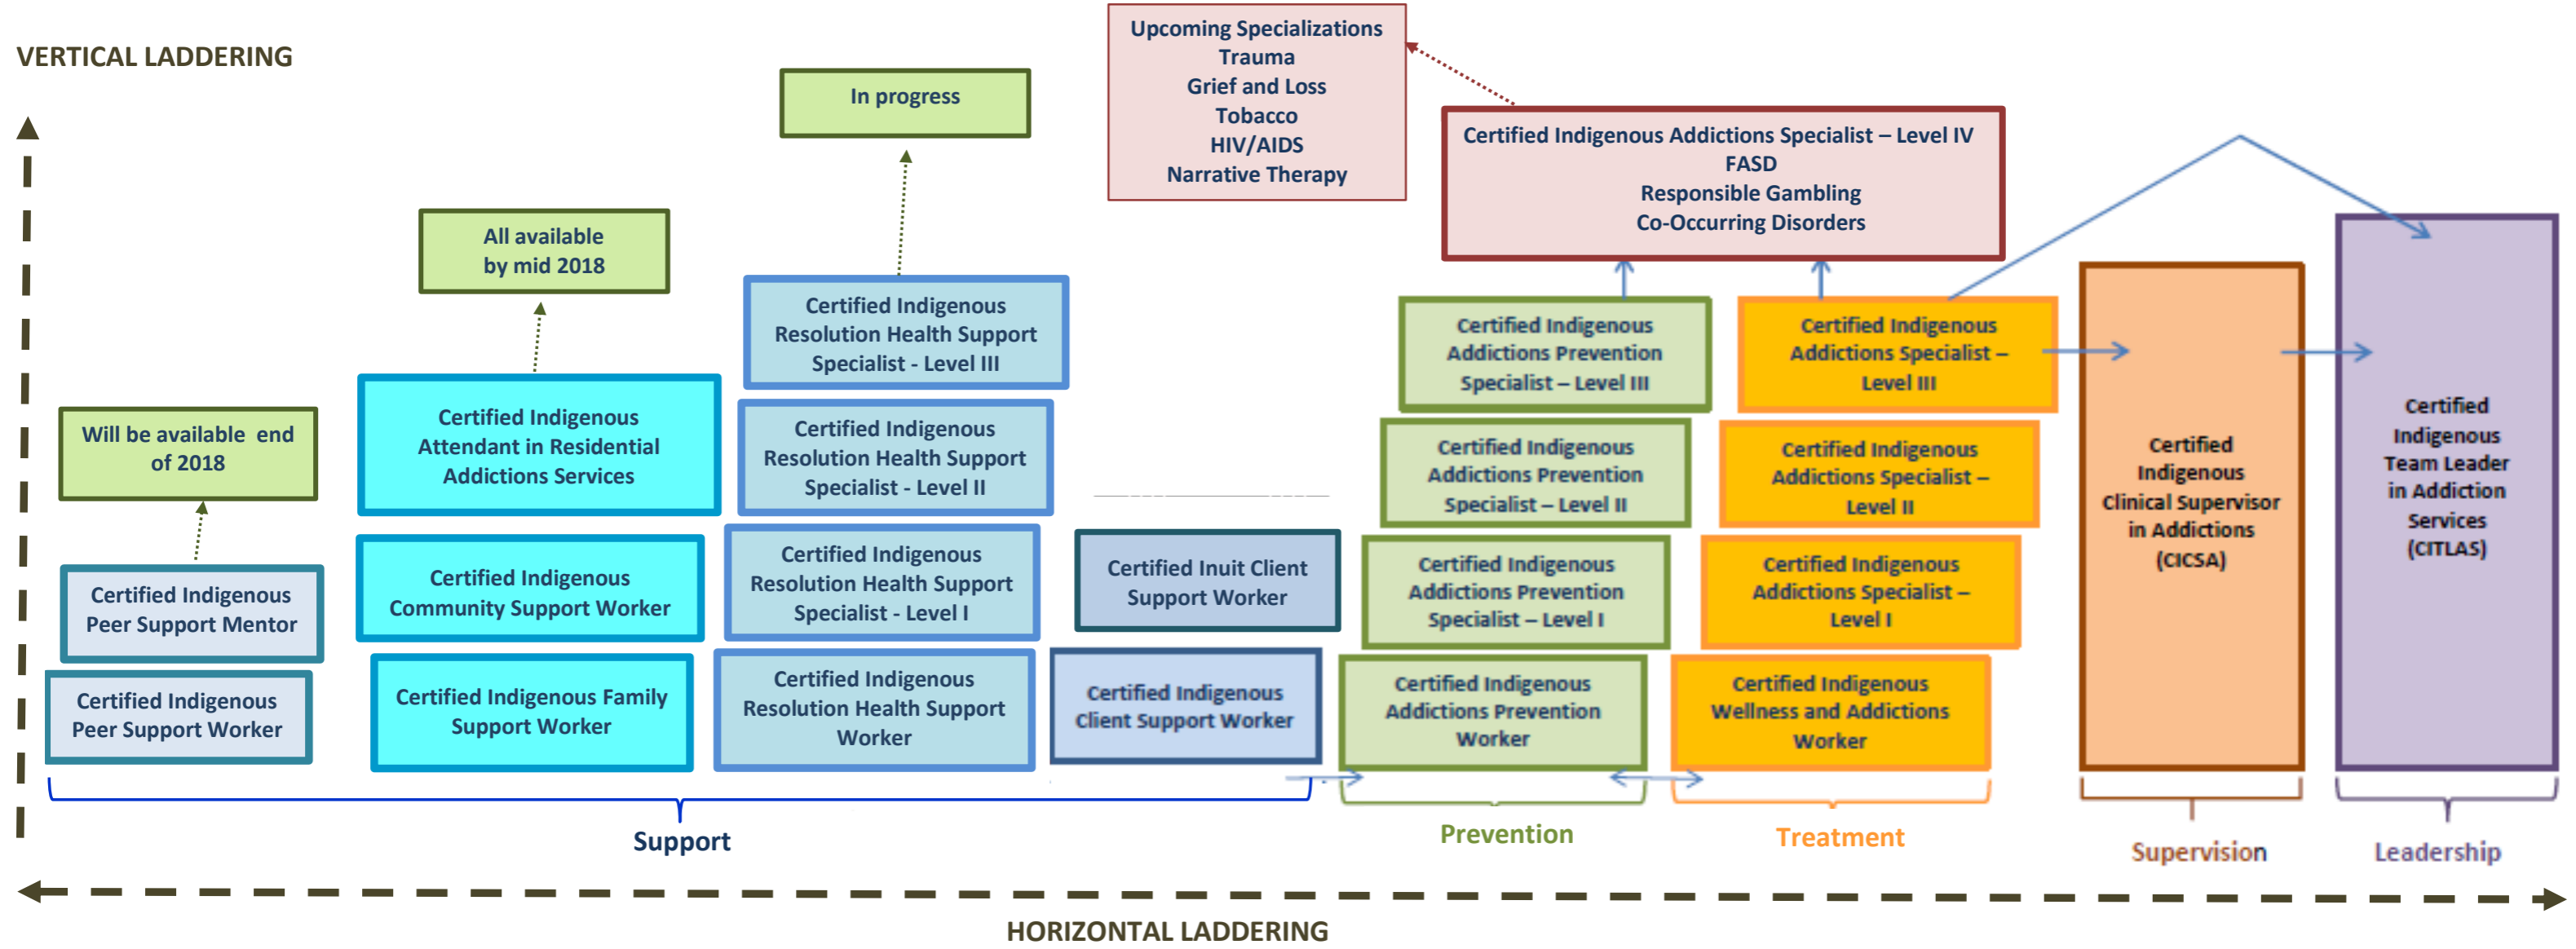 VERTICAL LADDERING
Upcoming Specializations
Trauma
Grief and Loss
Tobacco
HIV/AIDS
Narrative Therapy
In progress
Certified Indigenous Addictions Specialist – Level IV
FASD
Responsible Gambling
Co-Occurring Disorders
All available
by mid 2018
Will be available end
of 2018
Certified Indigenous
Peer Support Mentor
Certified Indigenous
Peer Support Worker
Certified Indigenous
Attendant in Residential
Addictions Services
Certified Indigenous
Community Support Worker
Certified Indigenous Family
Support Worker
Certified Indigenous
Resolution Health Support
Specialist - Level III
Certified Indigenous
Resolution Health Support
Specialist - Level II
Certified Indigenous
Resolution Health Support
Specialist - Level I
Certified Indigenous
Resolution Health Support
Worker
Certified Inuit Client
Support Worker
Certified Indigenous
Client Support Worker
Certified Indigenous
Addictions Prevention
Specialist – Level III
Certified Indigenous
Addictions Prevention
Specialist – Level II
Certified Indigenous
Addictions Prevention
Specialist – Level I
Certified Indigenous
Addictions Prevention
Worker
Certified Indigenous
Addictions Specialist –
Level III
Certified Indigenous
Addictions Specialist –
Level II
Certified Indigenous
Addictions Specialist –
Level I
Certified Indigenous
Wellness and Addictions
Worker
Certified
Indigenous
Clinical Supervisor
in Addictions
(CICSA)
Certified
Indigenous
Team Leader
in Addiction
Services
(CITLAS)
Support
Prevention
Treatment
Supervision
Leadership
HORIZONTAL LADDERING